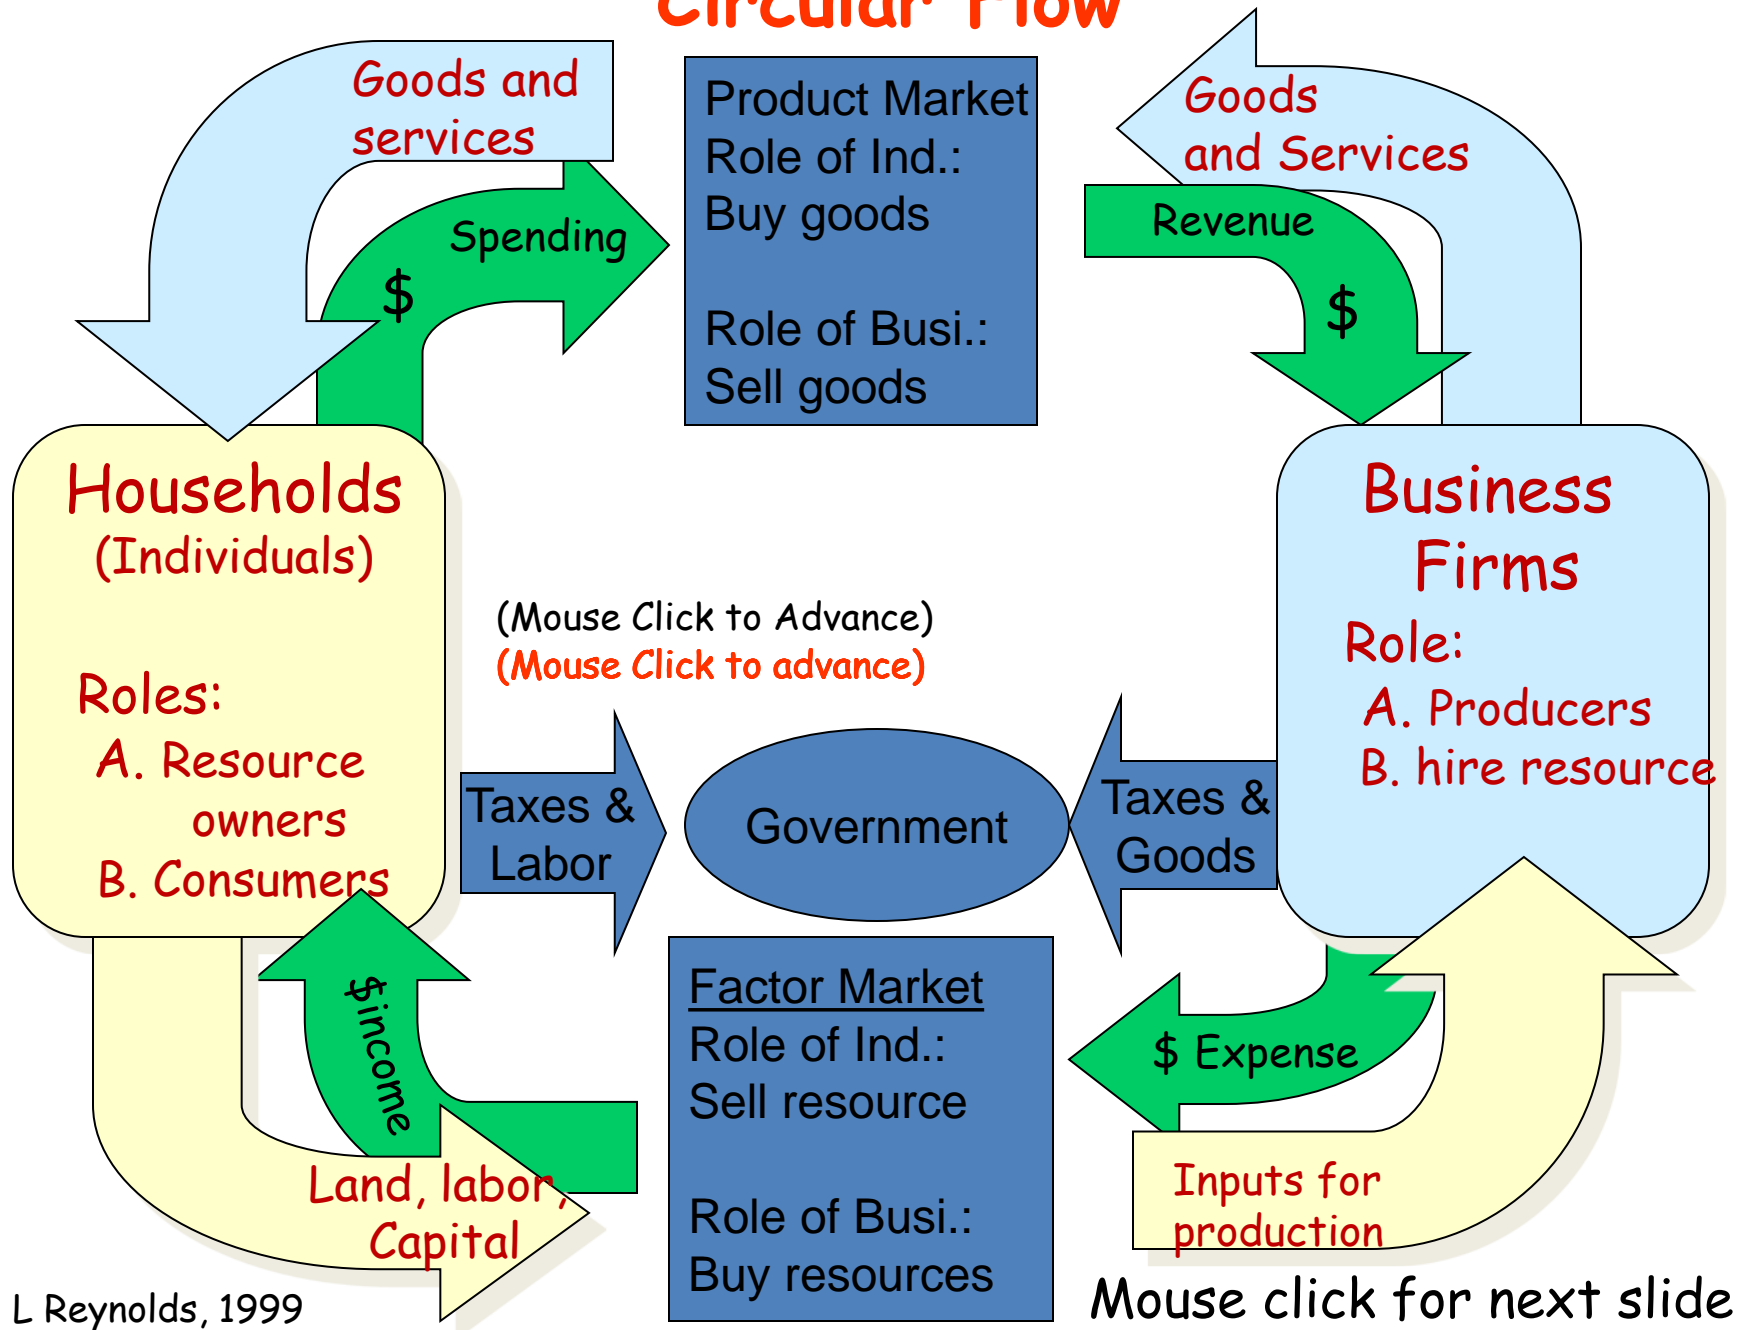 Circular Flow
Goods and
services
Spending
$
Product Market
Role of Ind.:
Buy goods
Role of Busi.:
Sell goods
Goods
and Services
Revenue
$
Households
(Individuals)
Roles:
A. Resource
owners
B. Consumers
(Mouse Click to Advance)
(Mouse Click to advance)
Business
Firms
Role:
A. Producers
B. hire resource
Taxes &
Labor
Government
Taxes &
Goods
$income
Land, labor,
Capital
Factor Market
Role of Ind.:
Sell resource
Role of Busi.:
Buy resources
$ Expense
Inputs for
production
L Reynolds, 1999
Mouse click for next slide